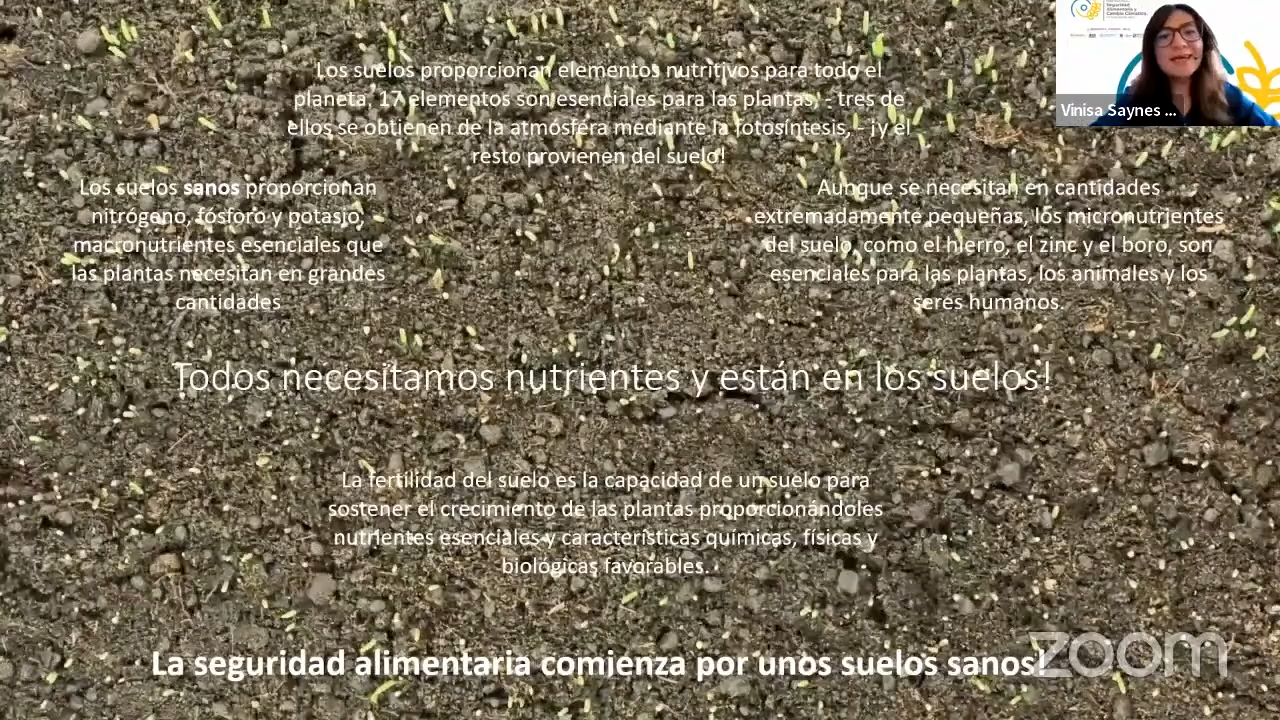 Seguridad
Alimentaria y
Cambio Climático
Vinisa Saynes ...
Los suelos proporcionan elementos nutritivos para todo el
planeta, 17 elementos son esenciales para las plantas, - tres de
ellos se obtienen de la atmósfera mediante la fotosíntesis, - ¡y el
resto provienen del suelo!
Los suelos sanos proporcionan
nitrógeno, fósforo y potasio,
macronutrientes esenciales que
las plantas necesitan en grandes
cantidades
Aunque se necesitan en cantidades
extremadamente pequeñas, los micronutrientes
del suelo, como el hierro, el zinc y el boro, son
esenciales para las plantas, los animales y los
seres humanos.
Todos necesitamos nutrientes y están en los suelos!
La fertilidad del suelo es la capacidad de un suelo para
sostener el crecimiento de las plantas proporcionándoles
nutrientes esenciales y características químicas, físicas y
biológicas favorables.
La seguridad alimentaria comienza por unos suelos sanos!
zoom